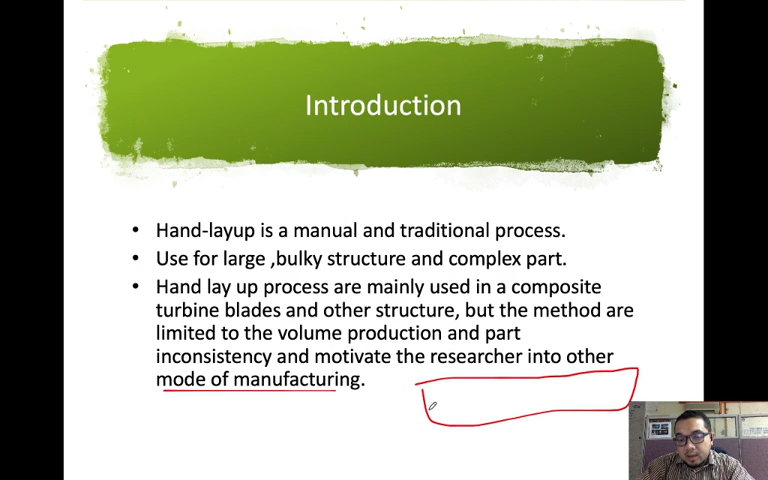 Introduction
• Hand-layup is a manual and traditional process.
• Use for large ,bulky structure and complex part.
• Hand lay up process are mainly used in a composite
turbine blades and other structure, but the method are
limited to the volume production and part
inconsistency and motivate the researcher into other
mode of manufacturing.